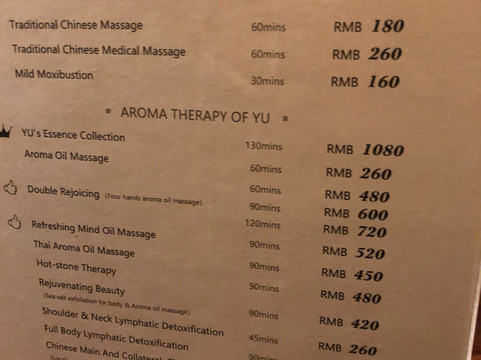 Traditional Chinese Massage 60mins RMB 180
Traditional Chinese Medical Massage 60mins RMB 260
Mild Moxibustion 30mins RMB 160
AROMA THERAPY OF YU
YU's Essence Collection 130mins RMB 1080
Aroma Oil Massage 60mins RMB 260
Double Rejoicing (Four hands aroma oil massage) 60mins RMB 480
90mins RMB 600
120mins RMB 720
Refreshing Mind Oil Massage 90mins RMB 520
Thai Aroma Oil Massage 90mins RMB 450
Hot-stone Therapy 90mins RMB 480
Rejuvenating Beauty 90mins RMB 420
(Sea salt exfoliation for body & Aroma oil massage)
Shoulder & Neck Lymphatic Detoxification 45mins RMB 260
Full Body Lymphatic Detoxification 90mins
Chinese Main And Collateral